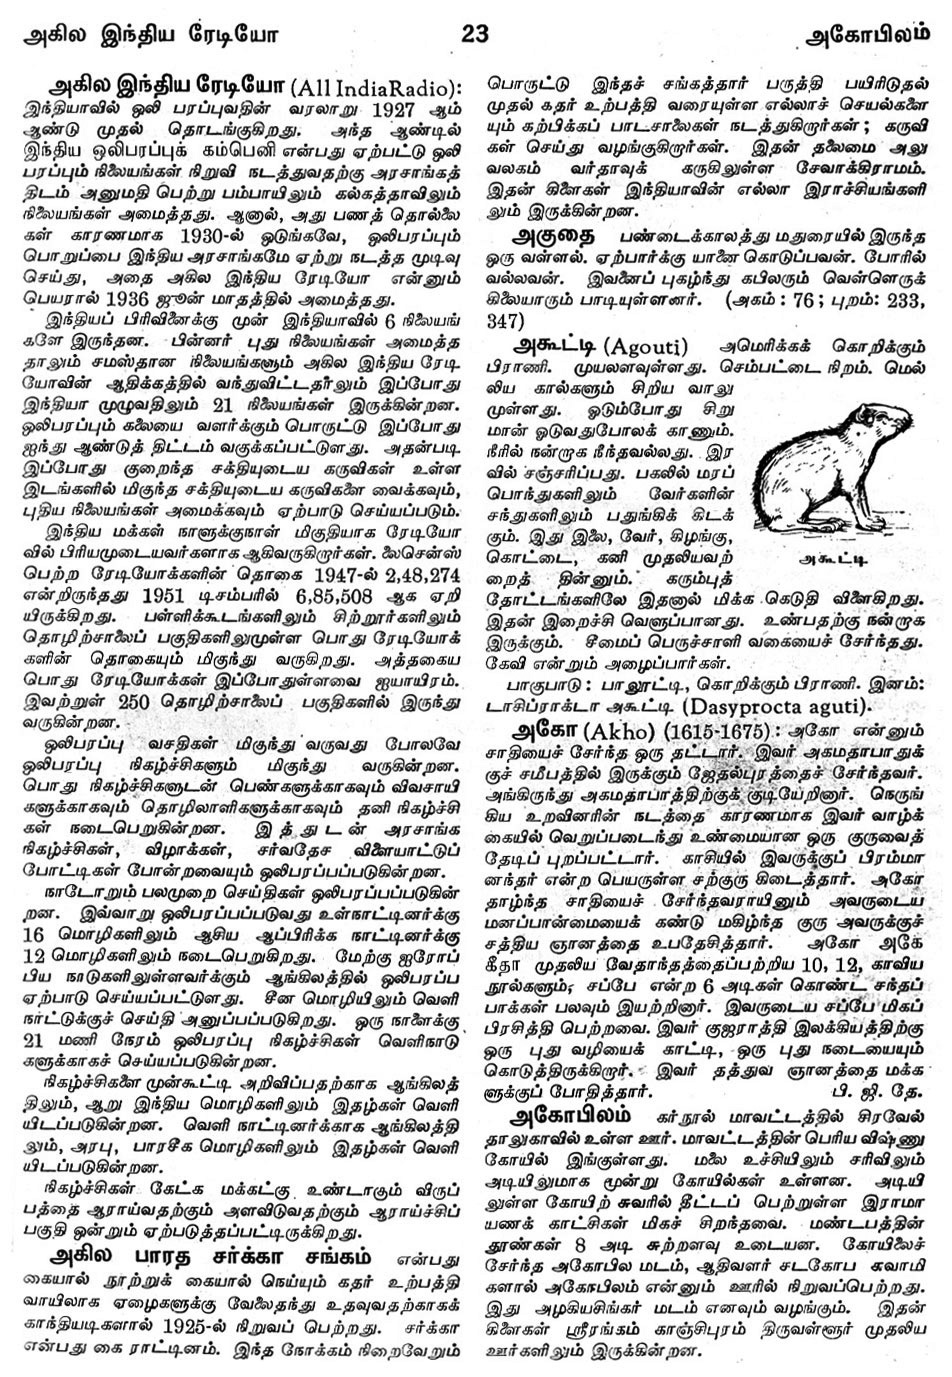 அகில இந்திய ரேடியோ
23
அகோபிலம்
அகில இந்திய ரேடியோ (All IndiaRadio):
இந்தியாவில் ஒலி பரப்புவதின் வரலாறு 1927 ஆம்
ஆண்டு முதல் தொடங்குகிறது. அந்த ஆண்டில்
இந்திய ஒலிபரப்புக் கம்பெனி என்பது ஏற்பட்டு ஒலி
பரப்பும் நிலையங்கள் நிறுவி நடத்துவதற்கு அரசாங்கத்
திடம் அனுமதி பெற்று பம்பாயிலும் கல்கத்தாவிலும்
நிலையங்கள் அமைத்தது. ஆனால், அது பணத் தொல்லை
கள் காரணமாக 1930-ல் ஒடுங்கவே, ஒலிபரப்பும்
பொறுப்பை இந்திய அரசாங்கமே ஏற்று நடத்த முடிவு
செய்து, அதை அகில இந்திய ரேடியோ என்னும்
பெயரால் 1936 ஜூன் மாதத்தில் அமைத்தது.
இந்தியப் பிரிவினைக்கு முன் இந்தியாவில் 6 நிலையங்
களே இருந்தன. பின்னர் புது நிலையங்கள் அமைத்த
தாலும் சமஸ்தான நிலையங்களும் அகில இந்திய ரேடி
யோவின் ஆதிக்கத்தில் வந்துவிட்டதாலும் இப்போது
இந்தியா முழுவதிலும் 21 நிலையங்கள் இருக்கின்றன.
ஒலிபரப்பும் கலையை வளர்க்கும் பொருட்டு இப்போது
ஐந்து ஆண்டுத் திட்டம் வகுக்கப்பட்டுளது. அதன்படி
இப்போது குறைந்த சக்தியுடைய கருவிகள் உள்ள
இடங்களில் மிகுந்த சக்தியுடைய கருவிகளை வைக்கவும்,
புதிய நிலையங்கள் அமைக்கவும் ஏற்பாடு செய்யப்படும்.
இந்திய மக்கள் நாளுக்குநாள் மிகுதியாக ரேடியோ
வில் பிரியமுடையவர்களாக ஆகிவருகிறார்கள். லைசென்ஸ்
பெற்ற ரேடியோக்களின் தொகை 1947-ல் 2,48,274
என்றிருந்தது 1951 டிசம்பரில் 6,85,508 ஆக ஏறி
யிருக்கிறது. பள்ளிக்கூடங்களிலும் சிற்றூர்களிலும்
தொழிற்சாலைப் பகுதிகளிலுமுள்ள பொது ரேடியோக்
களின் தொகையும் மிகுந்து வருகிறது. அத்தகைய
பொது ரேடியோக்கள் இப்போதுள்ளவை ஐயாயிரம்.
இவற்றுள் 250 தொழிற்சாலைப் பகுதிகளில் இருந்து
வருகின்றன.
ஒலிபரப்பு வசதிகள் மிகுந்து வருவது போலவே
ஒலிபரப்பு நிகழ்ச்சிகளும் மிகுந்து வருகின்றன.
பொது நிகழ்ச்சிகளுடன் பெண்களுக்காகவும் விவசாயி
களுக்காகவும் தொழிலாளிகளுக்காகவும் தனி நிகழ்ச்சி
கள் நடைபெறுகின்றன. இத்துடன் அரசாங்க
நிகழ்ச்சிகள், விழாக்கள், சர்வதேச விளையாட்டுப்
போட்டிகள் போன்றவையும் ஒலிபரப்பப்படுகின்றன.
நாடோறும் பலமுறை செய்திகள் ஒலிபரப்பப்படுகின்
றன. இவ்வாறு ஒலிபரப்பப்படுவது உள்நாட்டினர்க்கு
16 மொழிகளிலும் ஆசிய ஆப்பிரிக்க நாட்டினர்க்கு
12 மொழிகளிலும் நடைபெறுகிறது. மேற்கு ஐரோப்
பிய நாடுகளிலுள்ளவர்க்கும் ஆங்கிலத்தில் ஒலிபரப்ப
ஏற்பாடு செய்யப்பட்டுளது. சீன மொழியிலும் வெளி
நாட்டுக்குச் செய்தி அனுப்பப்படுகிறது. ஒரு நாளைக்கு
21 மணி நேரம் ஒலிபரப்பு நிகழ்ச்சிகள் வெளிநாடு
களுக்காகச் செய்யப்படுகின்றன.
நிகழ்ச்சிகளை முன்கூட்டி அறிவிப்பதற்காக ஆங்கிலத்
திலும், ஆறு இந்திய மொழிகளிலும் இதழ்கள் வெளி
யிடப்படுகின்றன. வெளி நாட்டினர்க்காக ஆங்கிலத்தி
லும், அரபு, பாரசீக மொழிகளிலும் இதழ்கள் வெளி
யிடப்படுகின்றன.
நிகழ்ச்சிகள் கேட்க மக்கட்கு உண்டாகும் விருப்
பத்தை ஆராய்வதற்கும் அளவிடுவதற்கும் ஆராய்ச்சிப்
பகுதி ஒன்றும் ஏற்படுத்தப்பட்டிருக்கிறது.
அகில பாரத சர்க்கா சங்கம் என்பது
கையால் நூற்றுக் கையால் நெய்யும் கதர் உற்பத்தி
வாயிலாக ஏழைகளுக்கு வேலைதந்து உதவுவதற்காகக்
காந்தியடிகளால் 1925-ல் நிறுவப் பெற்றது. சர்க்கா
என்பது கை ராட்டினம். இந்த நோக்கம் நிறைவேறும்
பொருட்டு இந்தச் சங்கத்தார் பருத்தி பயிரிடுதல்
முதல் கதர் உற்பத்தி வரையுள்ள எல்லாச் செயல்களை
யும் கற்பிக்கப் பாடசாலைகள் நடத்துகிறார்கள்; கருவி
கள் செய்து வழங்குகிறார்கள். இதன் தலைமை அலு
வலகம் வர்தாவுக் கருகிலுள்ள சேவாக்கிராமம்.
இதன் கிளைகள் இந்தியாவின் எல்லா இராச்சியங்களி
லும் இருக்கின்றன.
அகுதை பண்டைக்காலத்து மதுரையில் இருந்த
ஒரு வள்ளல். ஏற்பார்க்கு யானை கொடுப்பவன். போரில்
வல்லவன். இவனைப் புகழ்ந்து கபிலரும் வெள்ளெருக்
கிலையாரும் பாடியுள்ளனர். (அகம் : 76 ; புறம்: 233,
347)
அகூட்டி (Agouti) அமெரிக்கக் கொறிக்கும்
பிராணி. முயலளவுள்ளது. செம்பட்டை நிறம். மெல்
லிய கால்களும் சிறிய வாலு
முள்ளது. ஓடும்போது சிறு
மான் ஓடுவதுபோலக் காணும்.
நீரில் நன்றாக நீந்தவல்லது. இர
வில் சஞ்சரிப்பது. பகலில் மரப்
பொந்துகளிலும் வேர்களின்
சந்துகளிலும் பதுங்கிக் கிடக்
கும். இது இலை, வேர், கிழங்கு,
கொட்டை, கனி முதலியவற்
றைத் தின்னும். கரும்புத்
அகூட்டி
தோட்டங்களிலே இதனால் மிக்க கெடுதி விளைகிறது.
இதன் இறைச்சி வெளுப்பானது. உண்பதற்கு நன்றாக
இருக்கும். சீமைப் பெருச்சாளி வகையைச் சேர்ந்தது.
கேவி என்றும் அழைப்பார்கள்.
பாகுபாடு : பாலூட்டி, கொறிக்கும் பிராணி. இனம்:
டாசிப்ராக்டா அகூட்டி (Dasyprocta aguti).
அகோ (Akho) (1615-1675) : அகோ என்னும்
சாதியைச் சேர்ந்த ஒரு தட்டார். இவர் அகமதாபாதுக்
குச் சமீபத்தில் இருக்கும் ஜேதல்புரத்தைச் சேர்ந்தவர்.
அங்கிருந்து அகமதாபாத்திற்குக் குடியேறினார். நெருங்
கிய உறவினரின் நடத்தை காரணமாக இவர் வாழ்க்
கையில் வெறுப்படைந்து உண்மையான ஒரு குருவைத்
தேடிப் புறப்பட்டார். காசியில் இவருக்குப் பிரம்மா
னந்தர் என்ற பெயருள்ள சற்குரு கிடைத்தார். அகோ
தாழ்ந்த சாதியைச் சேர்ந்தவராயினும் அவருடைய
மனப்பான்மையைக் கண்டு மகிழ்ந்த குரு அவருக்குச்
சத்திய ஞானத்தை உபதேசித்தார். அகோ அகே
கீதா முதலிய வேதாந்தத்தைப்பற்றிய 10, 12, காவிய
நூல்களும், சப்பே என்ற 6 அடிகள் கொண்ட சந்தப்
பாக்கள் பலவும் இயற்றினார். இவருடைய சப்பே மிகப்
பிரசித்தி பெற்றவை. இவர் குஜராத்தி இலக்கியத்திற்கு
ஒரு புது வழியைக் காட்டி, ஒரு புது நடையையும்
கொடுத்திருக்கிறார். இவர் தத்துவ ஞானத்தை மக்க
ளுக்குப் போதித்தார். பி. ஜி. தே.
அகோபிலம் கர்நூல் மாவட்டத்தில் சிரவேல்
தாலுகாவில் உள்ள ஊர். மாவட்டத்தின் பெரிய விஷ்ணு
கோயில் இங்குள்ளது. மலை உச்சியிலும் சரிவிலும்
அடியிலுமாக மூன்று கோயில்கள் உள்ளன. அடியி
லுள்ள கோயிற் சுவரில் தீட்டப் பெற்றுள்ள இராமா
யணக் காட்சிகள் மிகச் சிறந்தவை. மண்டபத்தின்
தூண்கள் 8 அடி சுற்றளவு உடையன. கோயிலைச்
சேர்ந்த அகோபில மடம், ஆதிவளர் சடகோப சுவாமி
களால் அகோபிலம் என்னும் ஊரில் நிறுவப்பெற்றது.
இது அழகியசிங்கர் மடம் எனவும் வழங்கும். இதன்
கிளைகள் ஸ்ரீரங்கம் காஞ்சிபுரம் திருவள்ளூர் முதலிய
ஊர்களிலும் இருக்கின்றன.